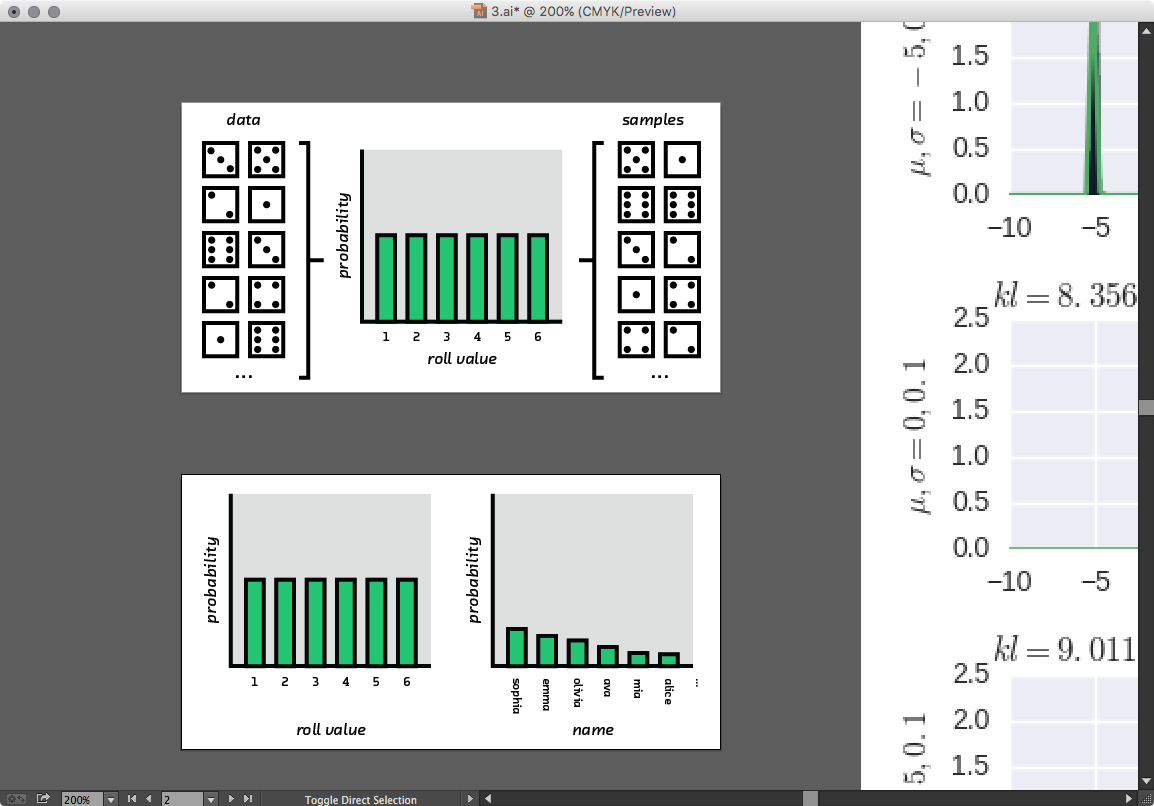 3.ai* @ 200% (CMYK/Preview)
data
samples
probability
1 2 3 4 5 6
roll value
...
...
probability
1 2 3 4 5 6
roll value
probability
sophia
emma
olivia
ava
mia
alice
...
name
1.5
1.0
0.5
0.0
μ, σ = −5, 0
−10 −5
kl = 8.356
2.5
2.0
1.5
1.0
0.5
0.0
μ, σ = 0, 0.1
−10 −5
kl = 9.011
2.5
2.0
1.5
5, 0.1
200%
2
Toggle Direct Selection